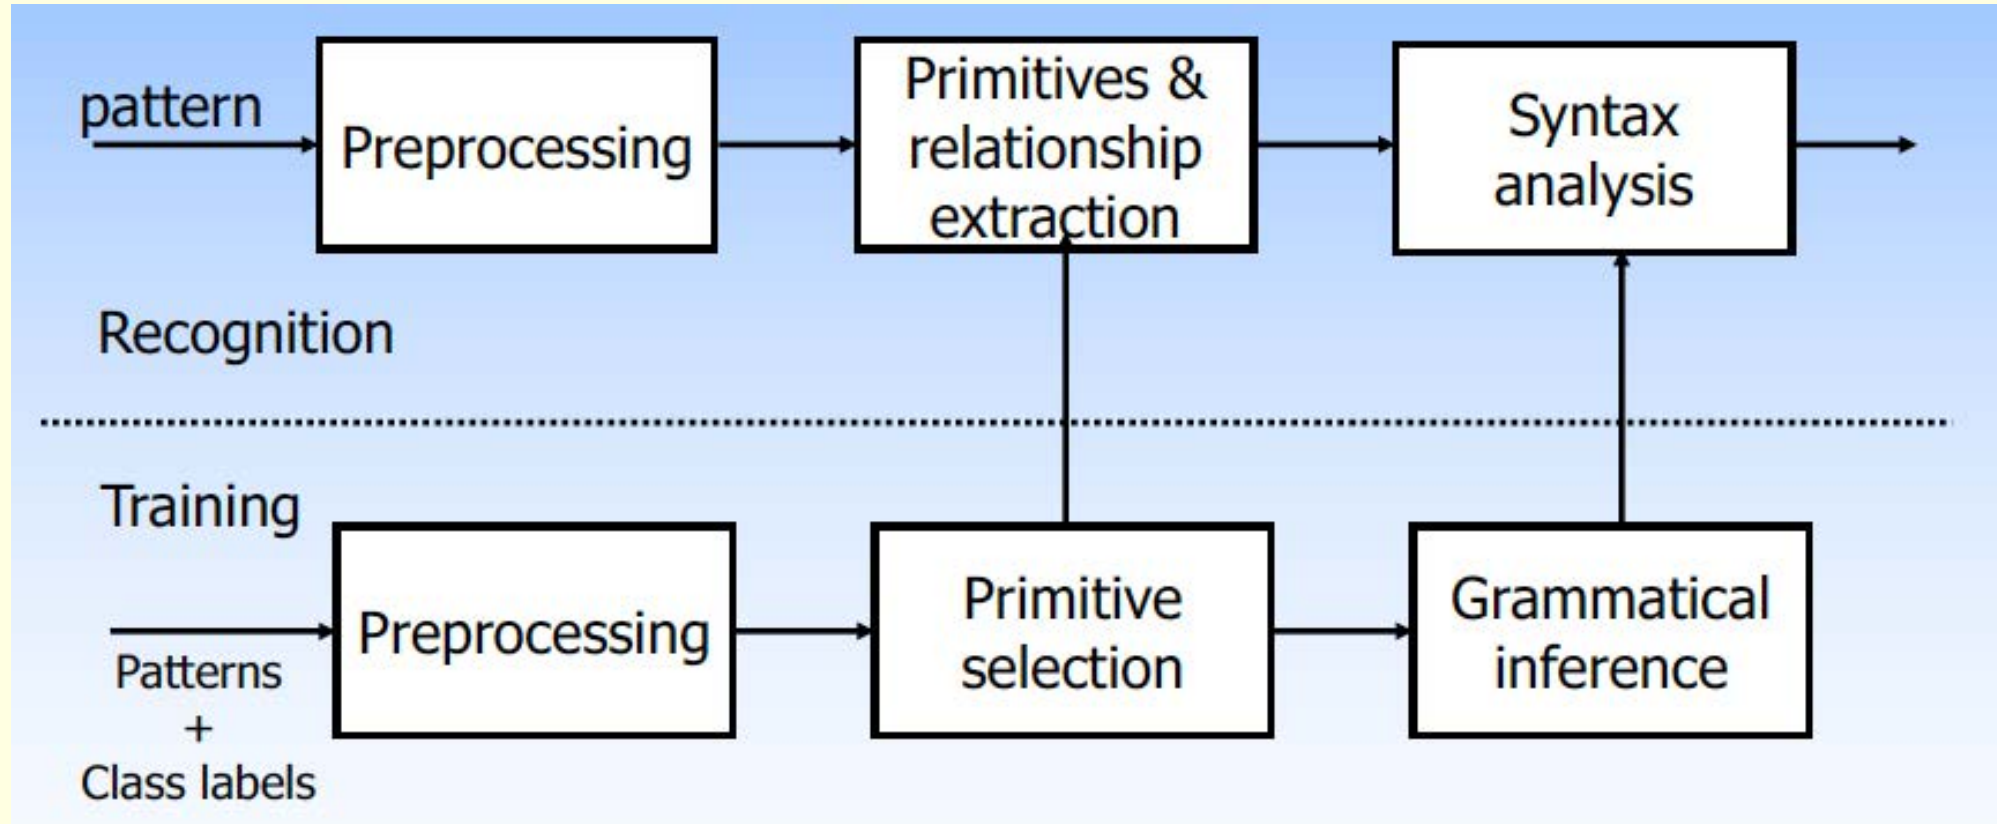 pattern
Preprocessing
Primitives &
relationship
extraction
Syntax
analysis
Recognition
Training
Patterns
+
Class labels
Preprocessing
Primitive
selection
Grammatical
inference